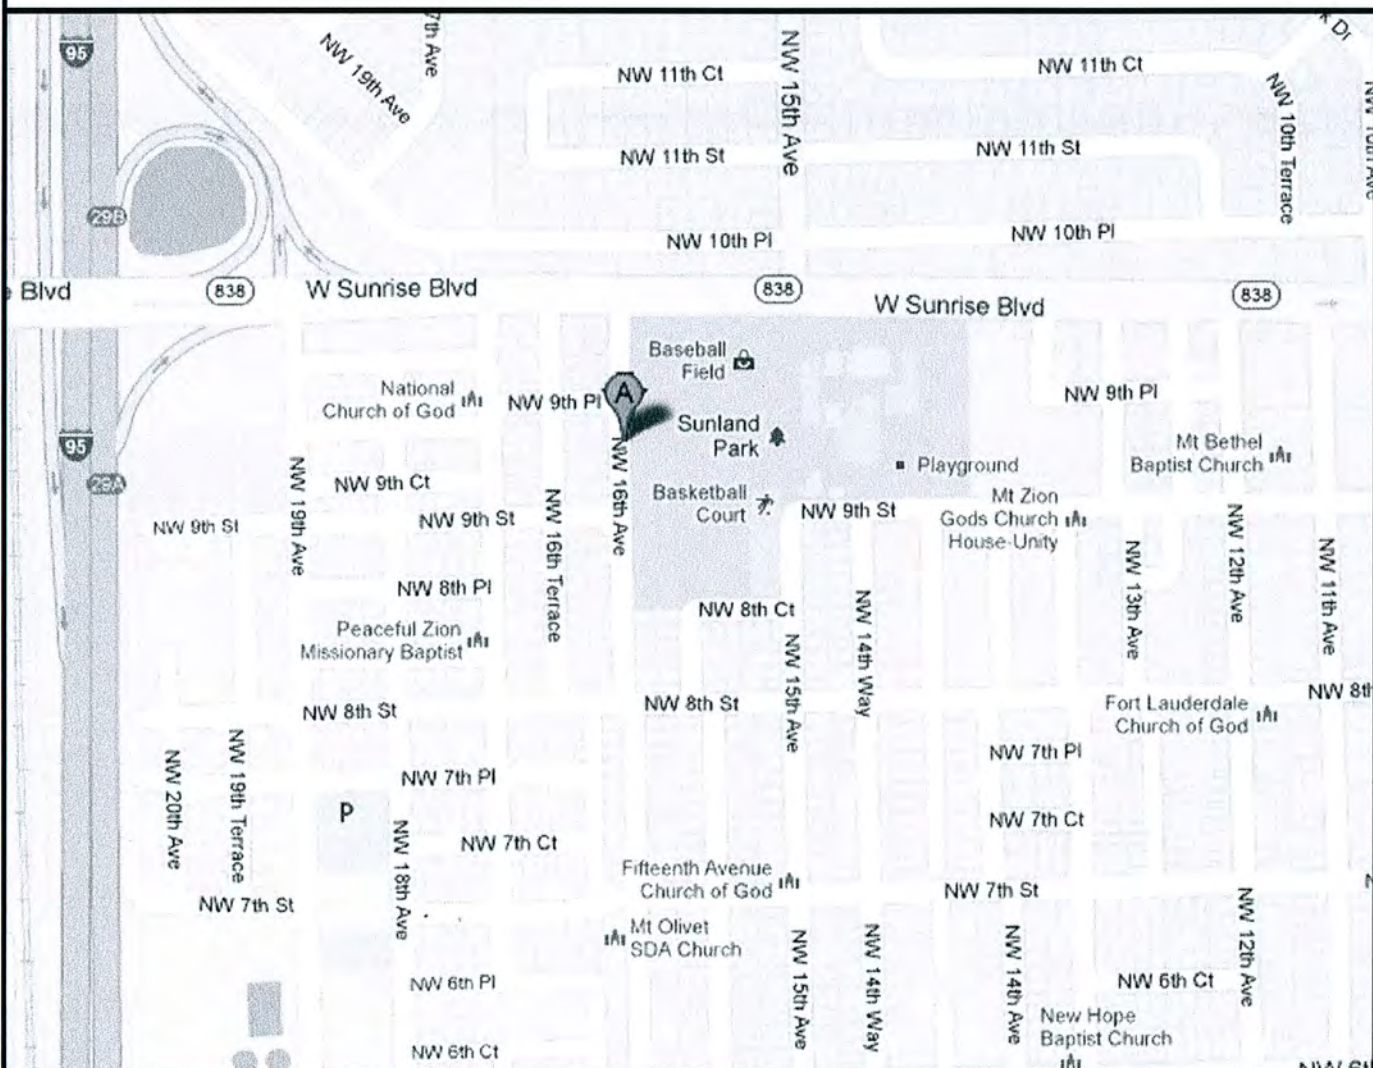 95
7th Ave
NW 19th Ave
NW 11th Ct
NW 15th Ave
NW 11th Ct
NW 10th Terrace
NW 11th St
NW 11th St
29B
NW 10th Pl
NW 10th Pl
e Blvd
838
W Sunrise Blvd
838
W Sunrise Blvd
838
Baseball
Field
National
Church of God
NW 9th Pl
A
Sunland
Park
NW 9th Pl
95
29A
Mt Bethel
Baptist Church
Playground
NW 9th Ct
NW 19th Ave
NW 16th Ave
Basketball
Court
NW 9th St
Mt Zion
Gods Church
House-Unity
NW 9th St
NW 9th St
NW 16th Terrace
NW 12th Ave
NW 13th Ave
NW 11th Ave
NW 8th Pl
NW 8th Ct
NW 14th Way
Peaceful Zion
Missionary Baptist
NW 15th Ave
NW 8th St
NW 8th St
Fort Lauderdale
Church of God
NW 8th
NW 20th Ave
NW 19th Terrace
NW 7th Pl
NW 7th Pl
P
NW 18th Ave
NW 7th Ct
NW 7th Ct
Fifteenth Avenue
Church of God
NW 7th St
NW 7th St
NW 12th Ave
Mt Olivet
SDA Church
NW 15th Ave
NW 14th Way
NW 14th Ave
NW 6th Pl
NW 6th Ct
New Hope
Baptist Church
NW 6th Ct